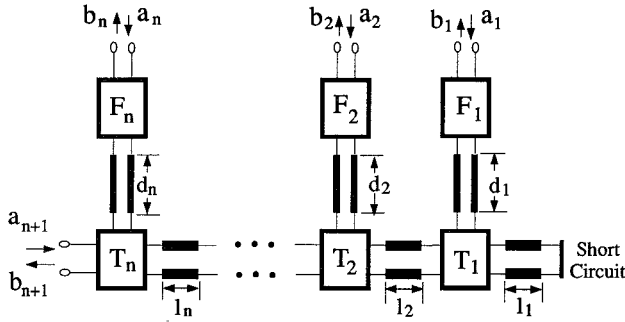 bₙ aₙ b₂ a₂ b₁ a₁
Fₙ F₂ F₁
dₙ d₂ d₁
aₙ₊₁
bₙ₊₁
Tₙ • • • T₂ T₁ Short
Circuit
lₙ l₂ l₁